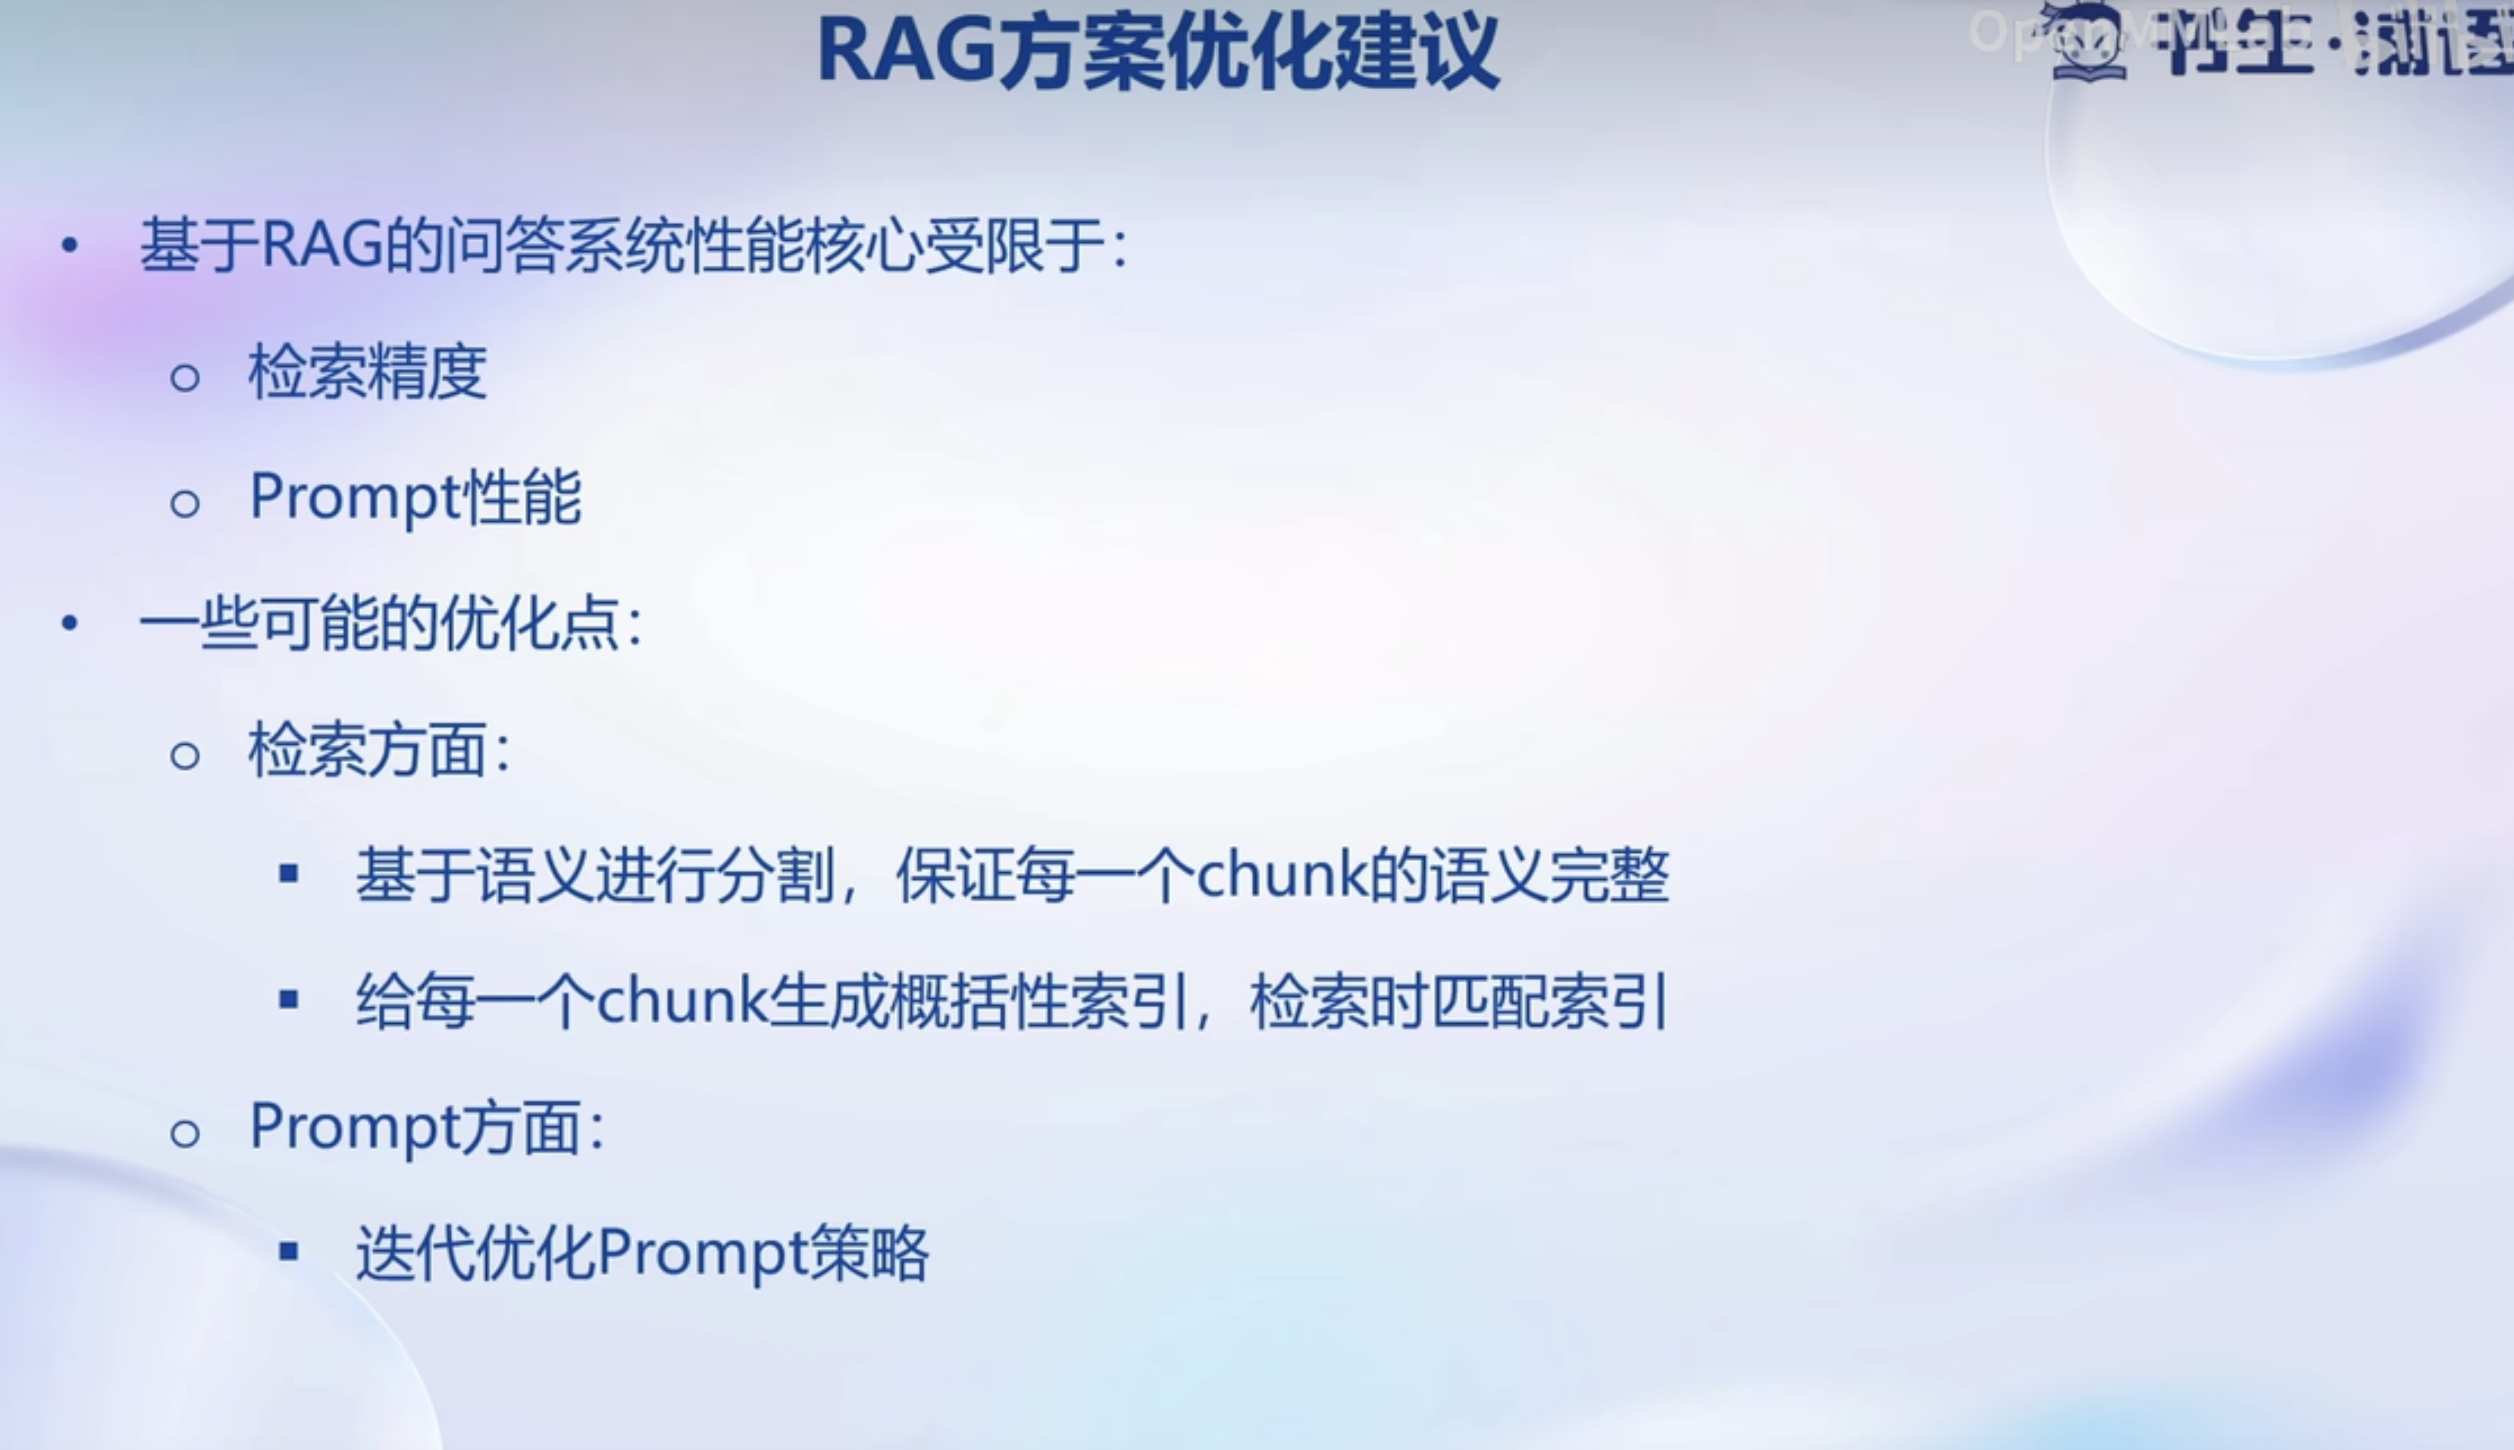 RAG方案优化建议
OpenMMLab
书生·浦语
• 基于RAG的问答系统性能核心受限于：
o 检索精度
o Prompt性能
• 一些可能的优化点：
o 检索方面：
▪ 基于语义进行分割，保证每一个chunk的语义完整
▪ 给每一个chunk生成概括性索引，检索时匹配索引
o Prompt方面：
▪ 迭代优化Prompt策略